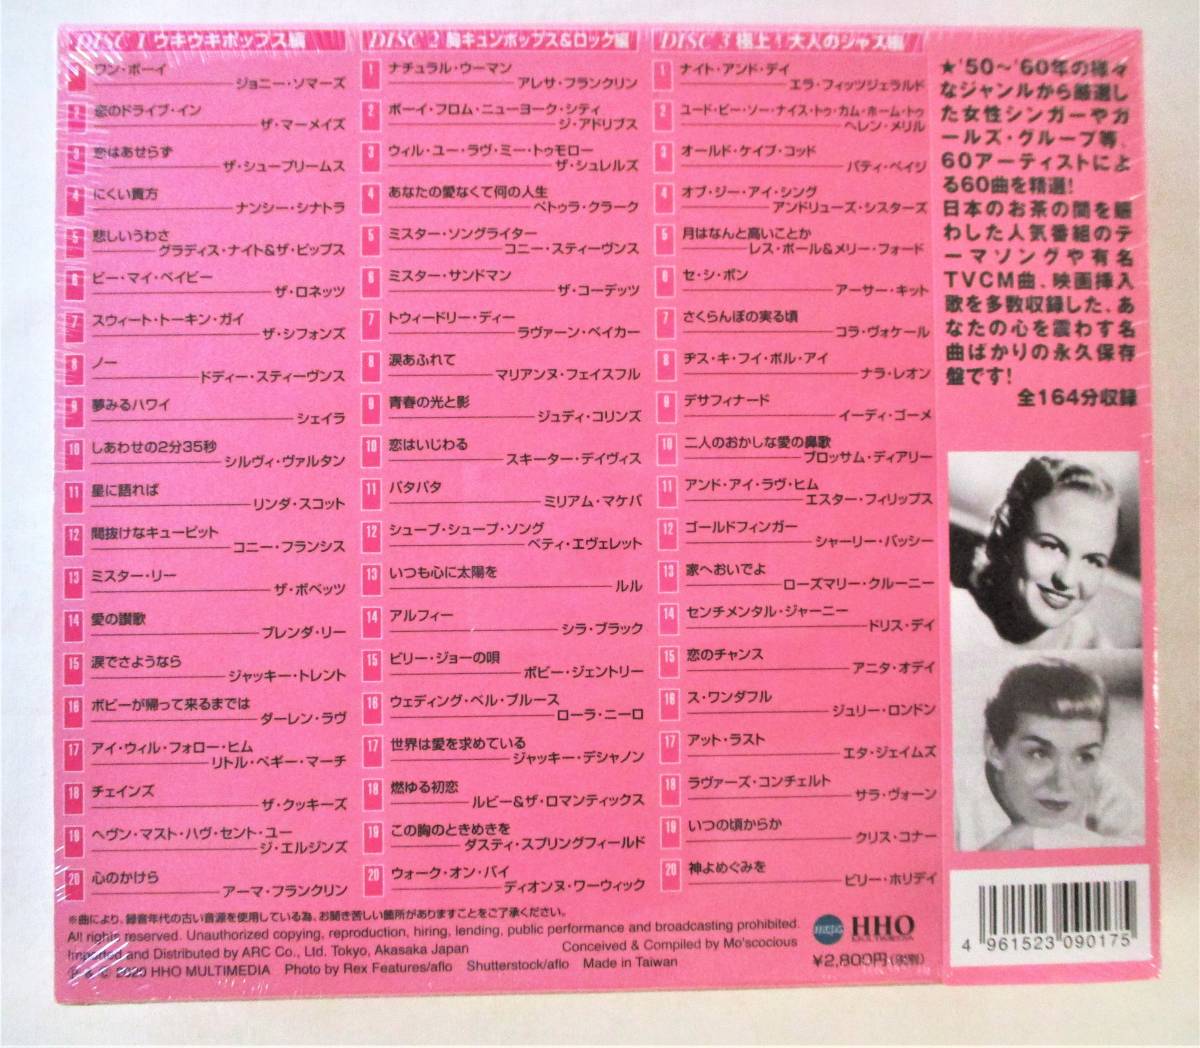 DISC 1 ウキウキポップス編
1 ワン・ボーイ
ジョニー・ソマーズ
2 恋のドライブ・イン
ザ・マーメイズ
3 恋はあせらず
ザ・シュープリームス
4 にくい貴方
ナンシー・シナトラ
5 悲しいうわさ
グラディス・ナイト&ザ・ピップス
6 ビー・マイ・ベイビー
ザ・ロネッツ
7 スウィート・トーキン・ガイ
ザ・シフォンズ
8 ノー
ドディー・スティーヴンス
9 夢みるハワイ
シェイラ
10 しあわせの2分35秒
シルヴィ・ヴァルタン
11 星に語れば
リンダ・スコット
12 間抜けなキューピット
コニー・フランシス
13 ミスター・リー
ザ・ボベッツ
14 愛の讃歌
ブレンダ・リー
15 涙でさようなら
ジャッキー・トレント
16 ボビーが帰って来るまでは
ダーレン・ラヴ
17 アイ・ウィル・フォロー・ヒム
リトル・ペギー・マーチ
18 チェインズ
ザ・クッキーズ
19 ヘヴン・マスト・ハヴ・セント・ユー
ジ・エルジンズ
20 心のかけら
アーマ・フランクリン
DISC 2 胸キュンポップス&ロック編
1 ナチュラル・ウーマン
アレサ・フランクリン
2 ボーイ・フロム・ニューヨーク・シティ
ジ・アドリブス
3 ウィル・ユー・ラヴ・ミー・トゥモロー
ザ・シュレルズ
4 あなたの愛なくて何の人生
ペトゥラ・クラーク
5 ミスター・ソングライター
コニー・スティーヴンス
6 ミスター・サンドマン
ザ・コーデッツ
7 トウィードリー・ディー
ラヴァーン・ベイカー
8 涙あふれて
マリアンヌ・フェイスフル
9 青春の光と影
ジュディ・コリンズ
10 恋はいじわる
スキーター・デイヴィス
11 パタパタ
ミリアム・マケバ
12 シュープ・シュープ・ソング
ベティ・エヴェレット
13 いつも心に太陽を
ルル
14 アルフィー
シラ・ブラック
15 ビリー・ジョーの唄
ボビー・ジェントリー
16 ウェディング・ベル・ブルース
ローラ・ニーロ
17 世界は愛を求めている
ジャッキー・デシャノン
18 燃ゆる初恋
ルビー&ザ・ロマンティックス
19 この胸のときめきを
ダスティ・スプリングフィールド
20 ウォーク・オン・バイ
ディオンヌ・ワーウィック
DISC 3 極上!大人のジャズ編
1 ナイト・アンド・デイ
エラ・フィッツジェラルド
2 ユード・ビー・ソー・ナイス・トゥ・カム・ホーム・トゥ
ヘレン・メリル
3 オールド・ケイプ・コッド
パティ・ペイジ
4 オブ・ジー・アイ・シング
アンドリューズ・シスターズ
5 月はなんと高いことか
レス・ポール&メリー・フォード
6 セ・シ・ボン
アーサー・キット
7 さくらんぼの実る頃
コラ・ヴォケール
8 ヂス・キ・フイ・ボル・アイ
ナラ・レオン
9 デサフィナード
イーディ・ゴーメ
10 二人のおかしな愛の鼻歌
ブロッサム・ディアリー
11 アンド・アイ・ラヴ・ヒム
エスター・フィリップス
12 ゴールドフィンガー
シャーリー・バッシー
13 家へおいでよ
ローズマリー・クルーニー
14 センチメンタル・ジャーニー
ドリス・デイ
15 恋のチャンス
アニタ・オデイ
16 ス・ワンダフル
ジュリー・ロンドン
17 アット・ラスト
エタ・ジェイムズ
18 ラヴァーズ・コンチェルト
サラ・ヴォーン
19 いつの頃からか
クリス・コナー
20 神よめぐみを
ビリー・ホリデイ
★'50〜'60年の様々
なジャンルから厳選し
た女性シンガーやガ
ールズ・グループ等、
60アーティストによ
る60曲を精選!
日本のお茶の間を賑
わした人気番組のテ
ーマソングや有名
TVCM曲、映画挿入
歌を多数収録した、あ
なたの心を震わす名
曲ばかりの永久保存
盤です!
全164分収録
※曲により、録音年代の古い音源を使用している為、お聞き苦しい箇所がありますことをご了承ください。
All rights reserved. Unauthorized copying, reproduction, hiring, lending, public performance and broadcasting prohibited.
Imported and Distributed by ARC Co., Ltd. Tokyo, Akasaka Japan Conceived & Compiled by Mo'scocious
Ⓟ & © 2020 HHO MULTIMEDIA Photo by Rex Features/aflo Shutterstock/aflo Made in Taiwan
mcps HHO
¥2,800円(税別)
4 961523 090175